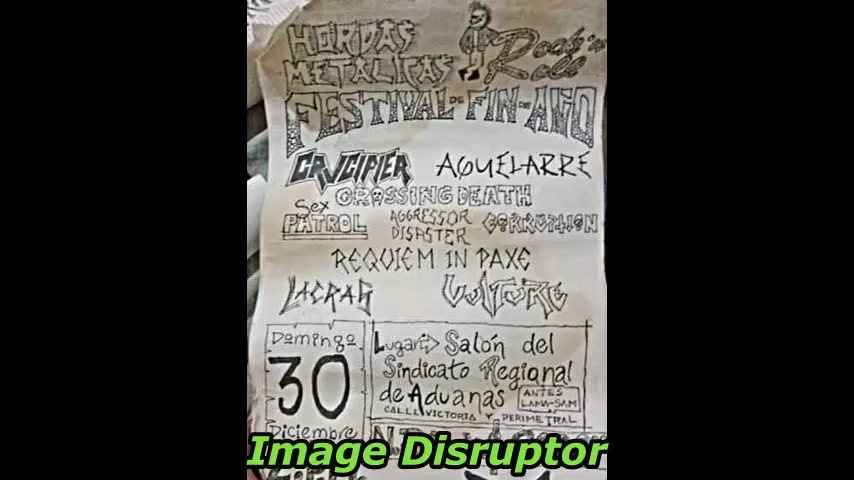 HORDAS METALICAS
Rock'n Roll
FESTIVAL DE FIN DE AÑO
CRUCIFIER AQUELARRE
CROSSING DEATH
Sex PATROL
AGGRESSOR DISASTER
CORRUPTION
REQUIEM IN PAXE
LACRAS VULTURE
Domingo
30
Diciembre
Lugar Salón del
Sindicato Regional
de Aduanas
ANTES
LAMA-SAM
CALLE VICTORIA Y PERIMETRAL
Image Disruptor